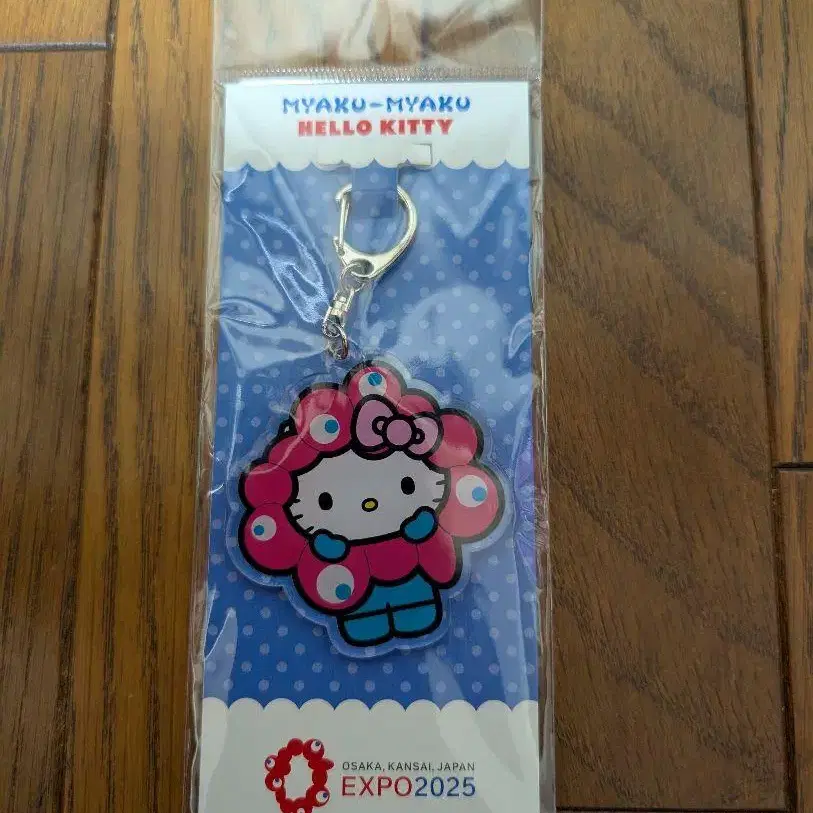 MYAKU-MYAKU
HELLO KITTY
OSAKA, KANSAI, JAPAN
EXPO2025